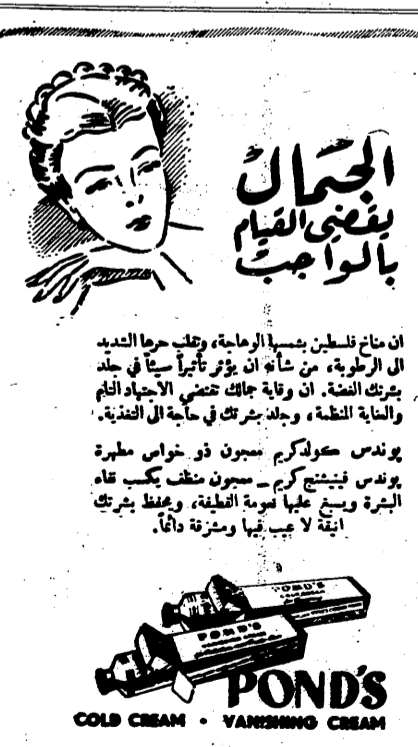 الجمال
يقضي القيام
بالواجب
ان مناخ فلسطين بشمسها الوهاجة، وتقلب حرها الشديد
الى الرطوبة، من شأنه ان يؤثر تأثيراً سيئاً في جلد
بشرتك الغضة. ان وقاية جمالك تقتضي الاجتهاد التام
والعناية المنظمة، وجلد بشرتك في حاجة الى التغذية.
پوندس كولدكريم معجون ذو خواص مطهرة
پوندس فينيشنج كريم – معجون منظف يكسب نقاء
البشرة ويسبغ عليها نعومة القطيفة، ويحفظ بشرتك
انيقة لا عيب فيها ومشرقة دائماً.
POND'S
POND'S
POND'S
COLD CREAM • VANISHING CREAM